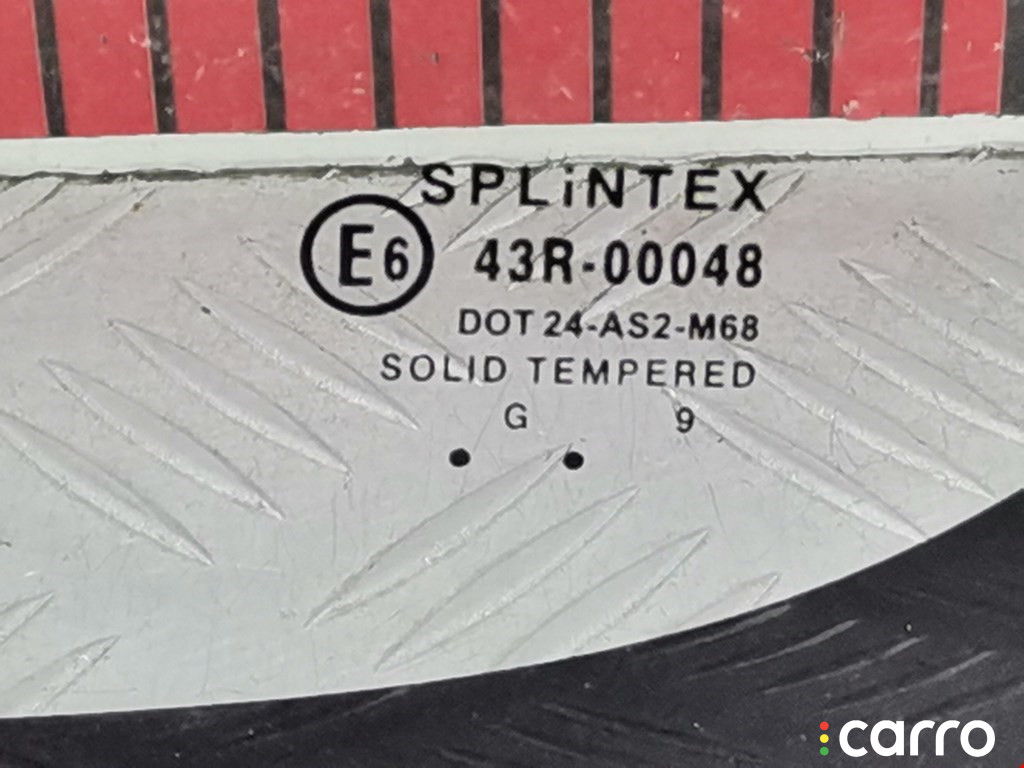 SPLiNTEX
E6 43R-00048
DOT 24-AS2-M68
SOLID TEMPERED
G 9
carro